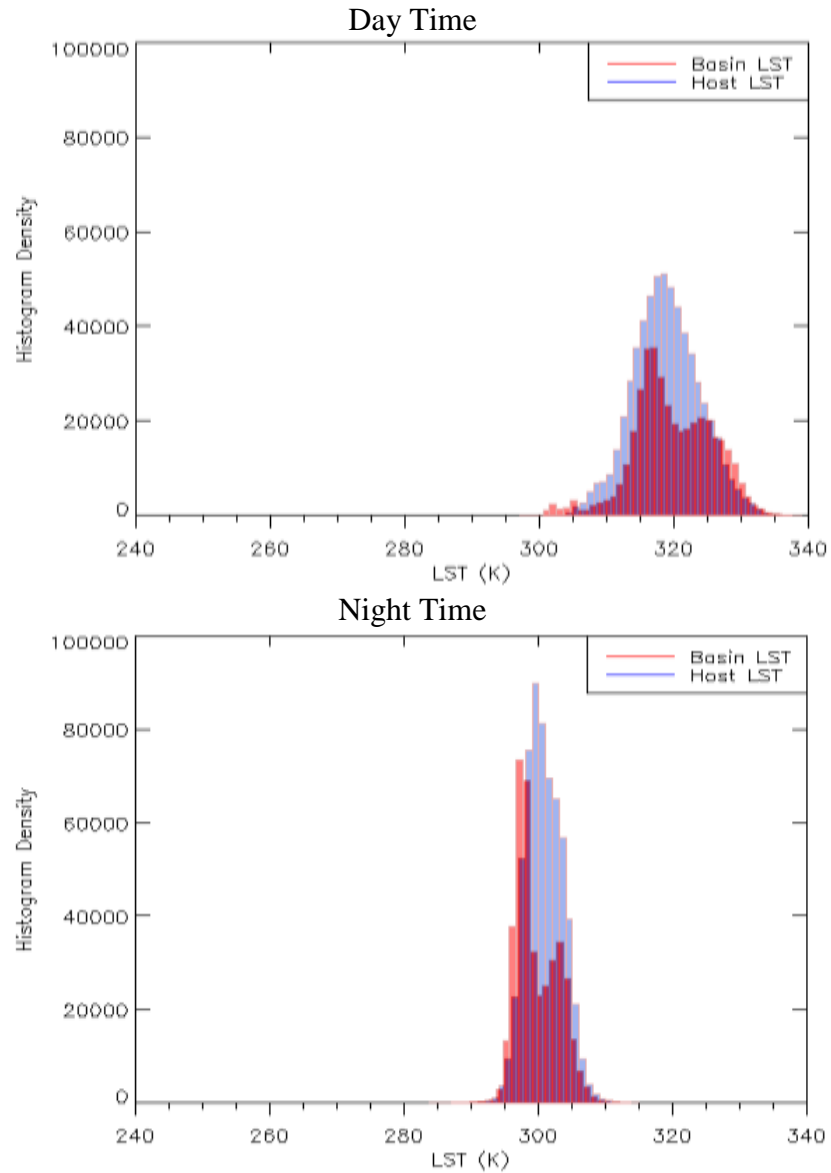 Day Time
100000
80000
60000
40000
20000
0
Histogram Density
Basin LST
Host LST
240 260 280 300 320 340
LST (K)
Night Time
100000
80000
60000
40000
20000
0
Histogram Density
Basin LST
Host LST
240 260 280 300 320 340
LST (K)